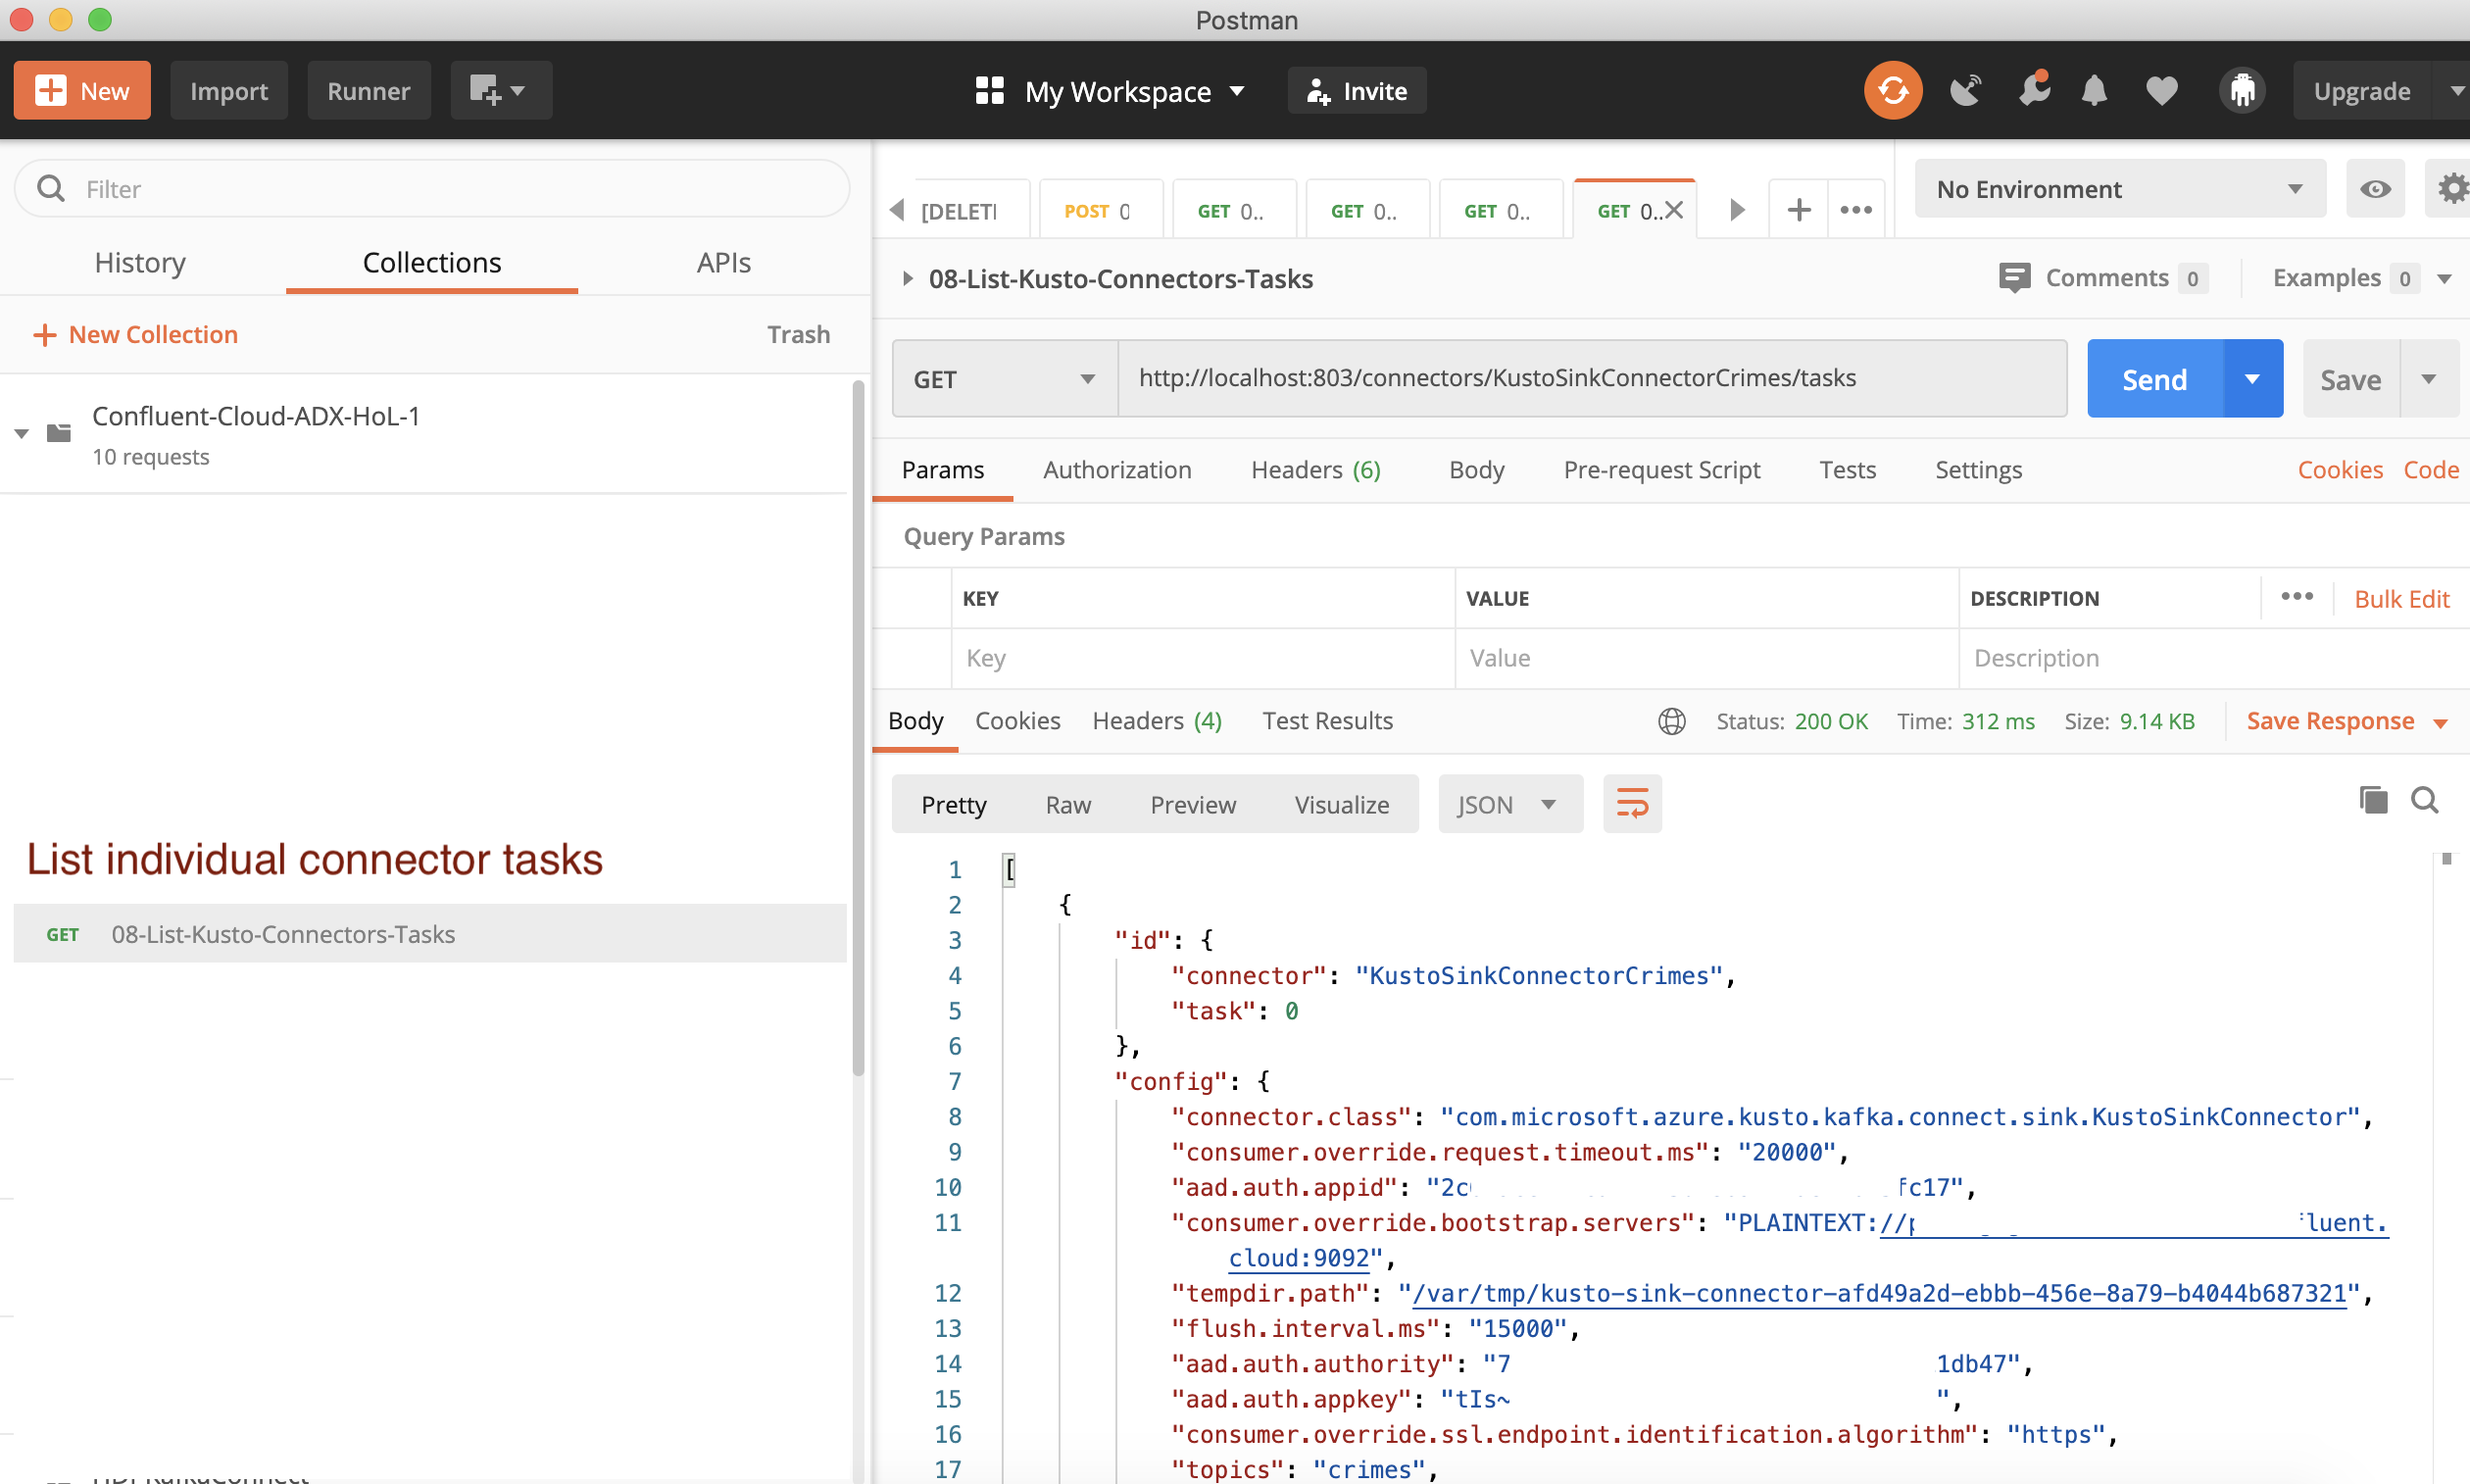 Postman
New Import Runner My Workspace Invite Upgrade
Filter
History Collections APIs
New Collection Trash
Confluent-Cloud-ADX-HoL-1
10 requests
List individual connector tasks
GET 08-List-Kusto-Connectors-Tasks
[DELETI POST 0 GET 0.. GET 0.. GET 0.. GET 0.. No Environment
08-List-Kusto-Connectors-Tasks Comments 0 Examples 0
GET http://localhost:803/connectors/KustoSinkConnectorCrimes/tasks Send Save
Params Authorization Headers (6) Body Pre-request Script Tests Settings Cookies Code
Query Params
KEY VALUE DESCRIPTION Bulk Edit
Key Value Description
Body Cookies Headers (4) Test Results Status: 200 OK Time: 312 ms Size: 9.14 KB Save Response
Pretty Raw Preview Visualize JSON
1 [
2 {
3 "id": {
4 "connector": "KustoSinkConnectorCrimes",
5 "task": 0
6 },
7 "config": {
8 "connector.class": "com.microsoft.azure.kusto.kafka.connect.sink.KustoSinkConnector",
9 "consumer.override.request.timeout.ms": "20000",
10 "aad.auth.appid": "2c fc17",
11 "consumer.override.bootstrap.servers": "PLAINTEXT://p luent.
cloud:9092",
12 "tempdir.path": "/var/tmp/kusto-sink-connector-afd49a2d-ebbb-456e-8a79-b4044b687321",
13 "flush.interval.ms": "15000",
14 "aad.auth.authority": "7 1db47",
15 "aad.auth.appkey": "tIs~ ",
16 "consumer.override.ssl.endpoint.identification.algorithm": "https",
17 "topics": "crimes",